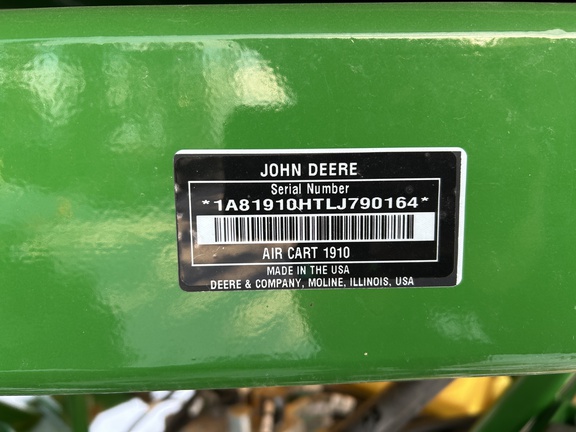 JOHN DEERE
Serial Number
*1A81910HTLJ790164*
AIR CART 1910
MADE IN THE USA
DEERE & COMPANY, MOLINE, ILLINOIS, USA